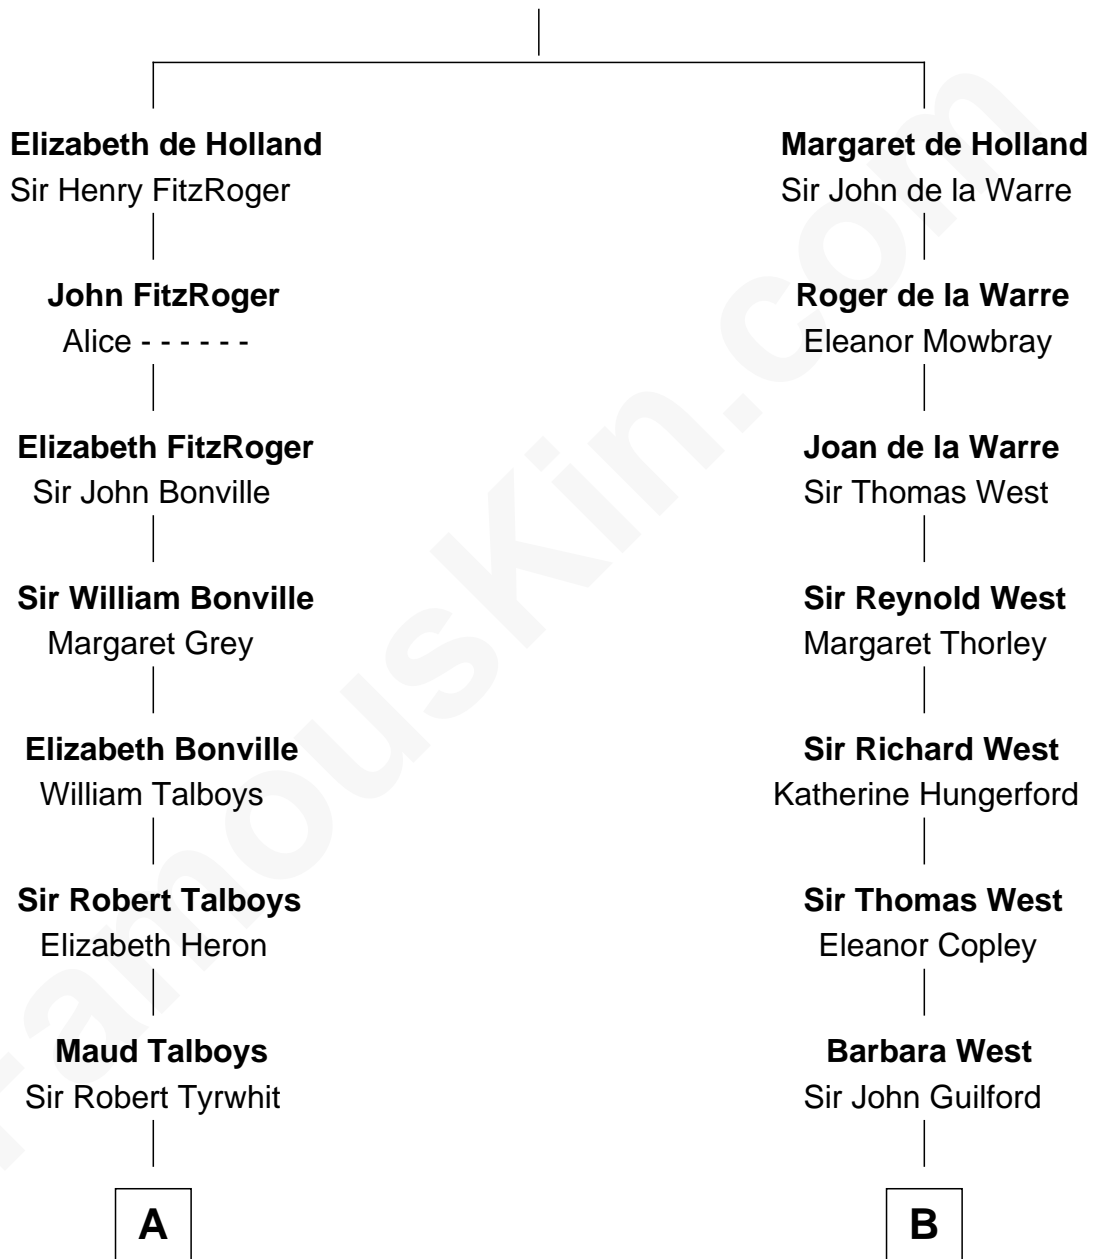 Elizabeth de Holland
Sir Henry FitzRoger
John FitzRoger
Alice - - - - - -
Elizabeth FitzRoger
Sir John Bonville
Sir William Bonville
Margaret Grey
Elizabeth Bonville
William Talboys
Sir Robert Talboys
Elizabeth Heron
Maud Talboys
Sir Robert Tyrwhit
A
Margaret de Holland
Sir John de la Warre
Roger de la Warre
Eleanor Mowbray
Joan de la Warre
Sir Thomas West
Sir Reynold West
Margaret Thorley
Sir Richard West
Katherine Hungerford
Sir Thomas West
Eleanor Copley
Barbara West
Sir John Guilford
B
FamousKin.com